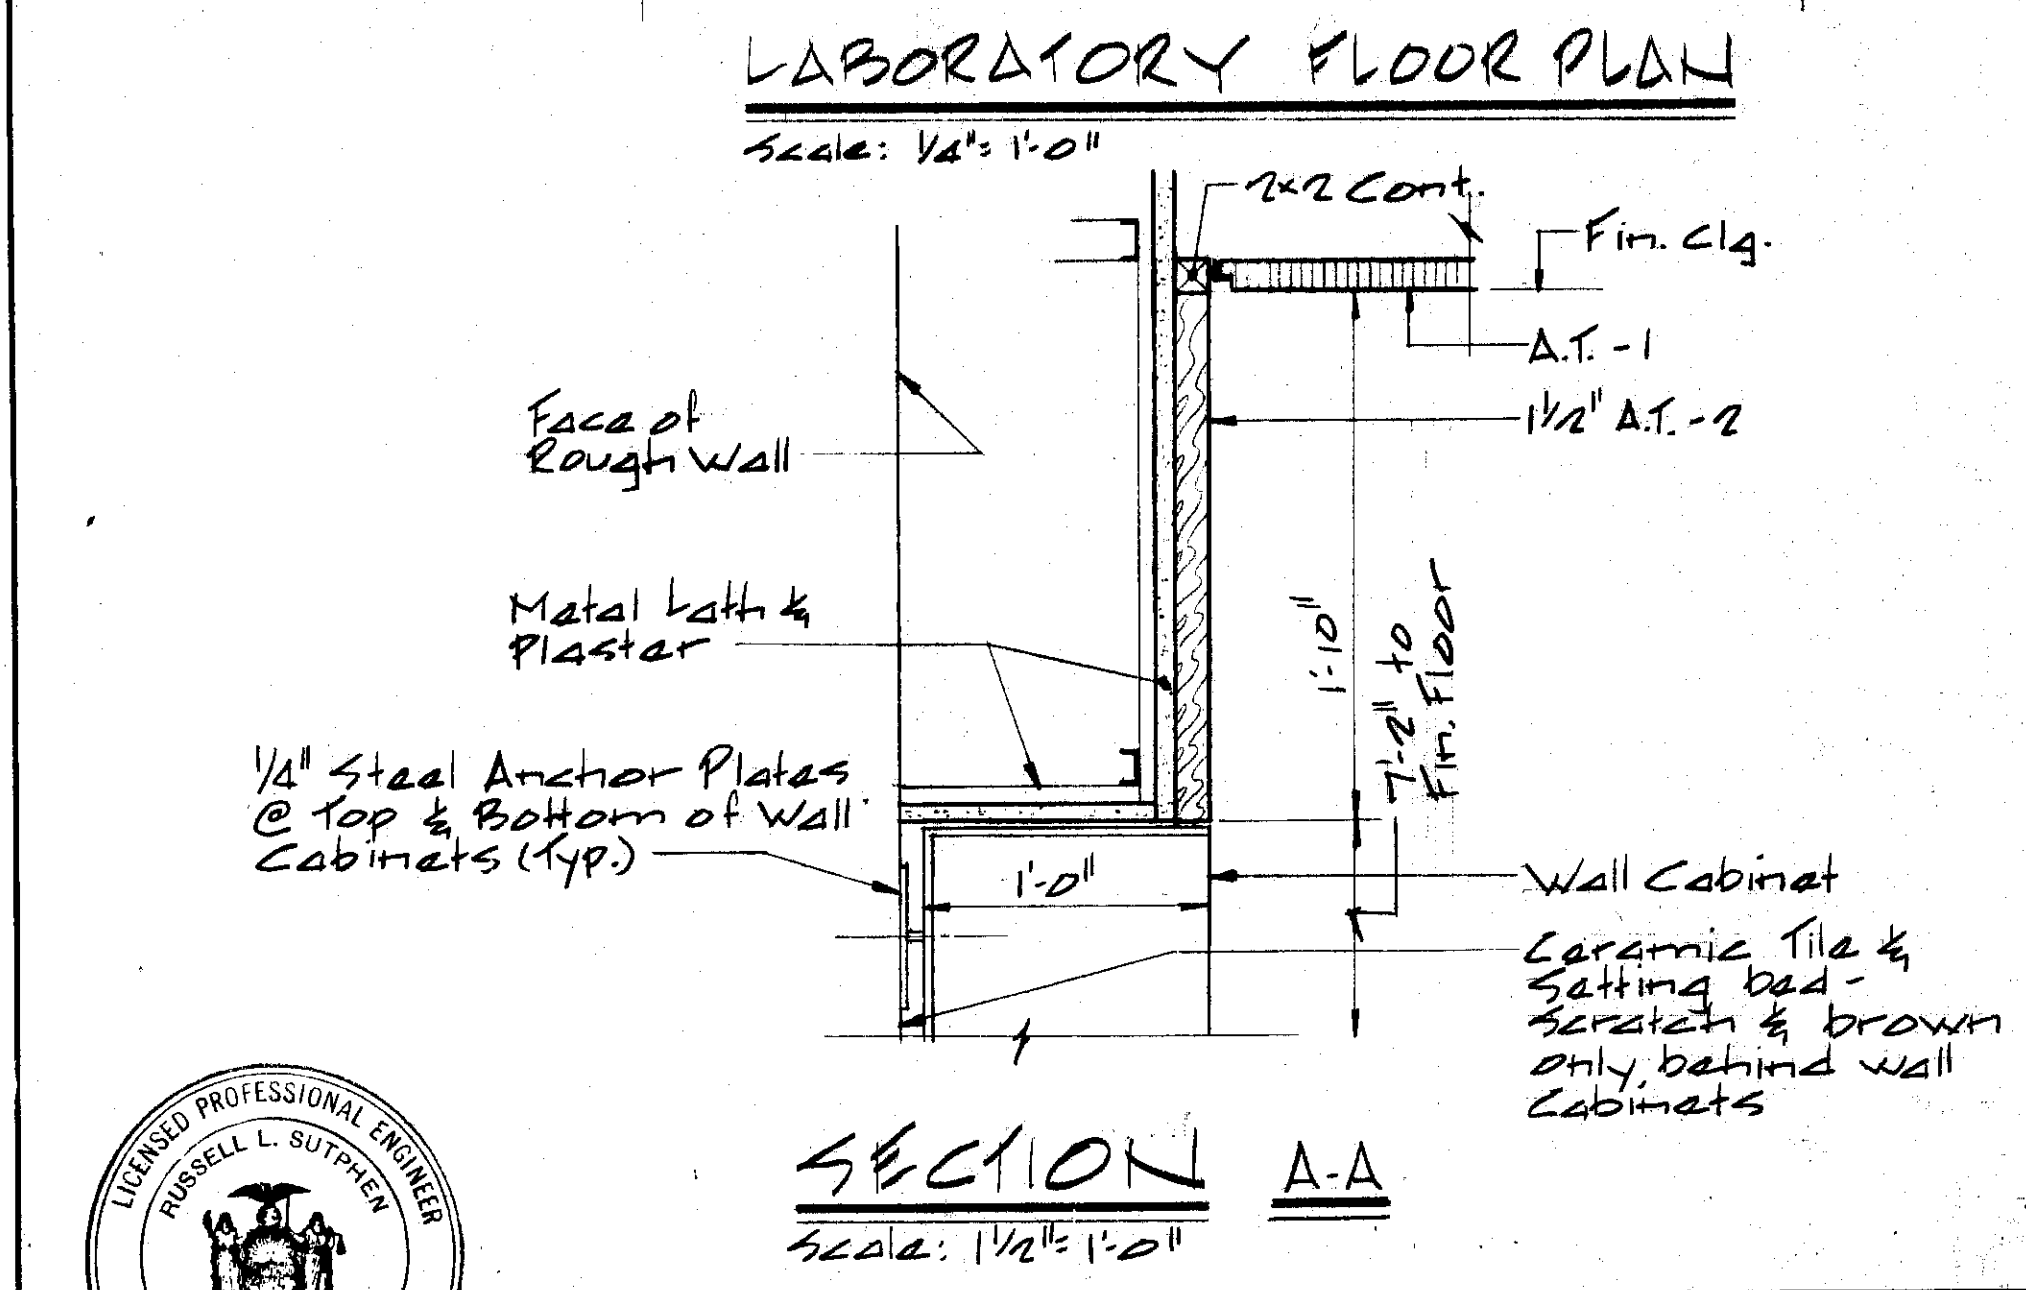 LABORATORY FLOOR PLAN
Scale: 1/4"= 1'-0"
2x2 Cont.
Fin. Clg.
A.T. - 1
1 1/2" A.T. - 2
Face of
Rough Wall
Metal Lath &
Plaster
1/4" Steel Anchor Plates
@ Top & Bottom of Wall
Cabinets (Typ.)
1'-10"
7'-2" to
Fin. Floor
1'-0"
Wall Cabinet
Ceramic Tile &
Setting bed -
Scratch & brown
only, behind wall
Cabinets
SECTION A-A
Scale: 1 1/2"= 1'-0"
LICENSED PROFESSIONAL ENGINEER
RUSSELL L. SUTPHEN